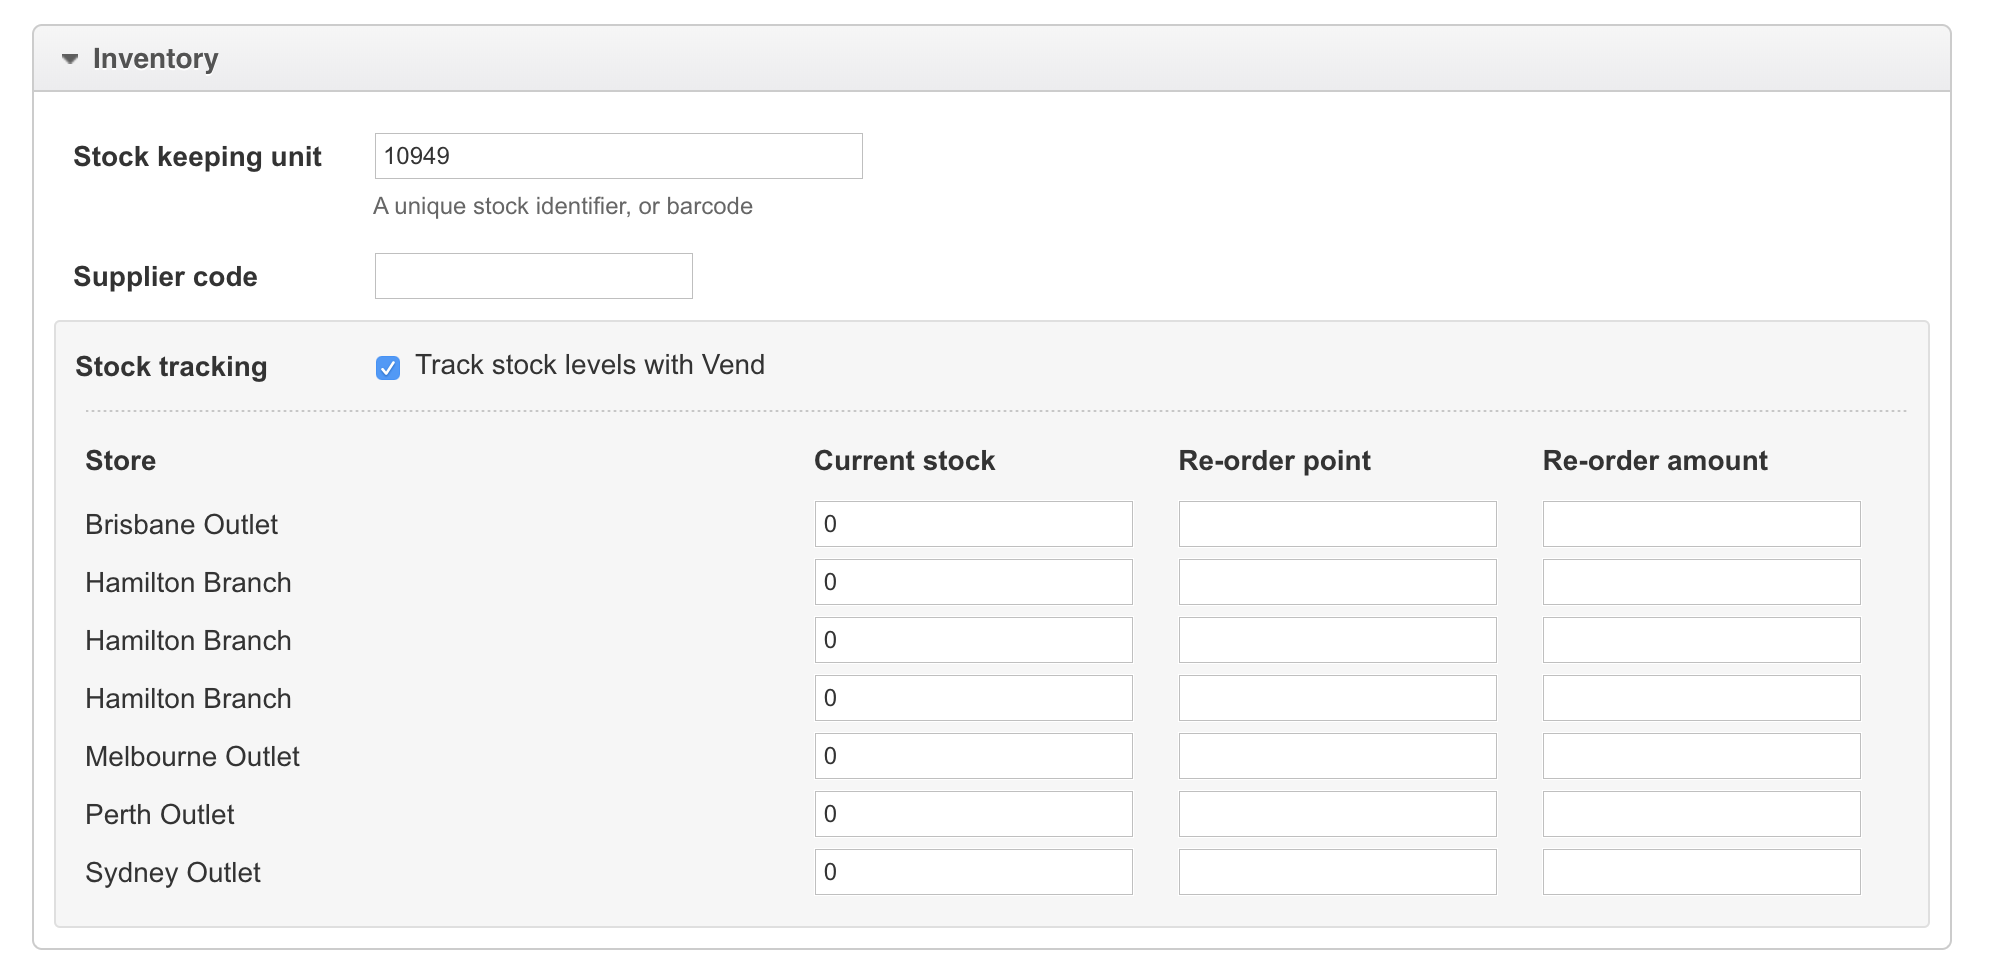 Inventory
Stock keeping unit 10949
A unique stock identifier, or barcode
Supplier code
Stock tracking Track stock levels with Vend
Store Current stock Re-order point Re-order amount
Brisbane Outlet 0
Hamilton Branch 0
Hamilton Branch 0
Hamilton Branch 0
Melbourne Outlet 0
Perth Outlet 0
Sydney Outlet 0